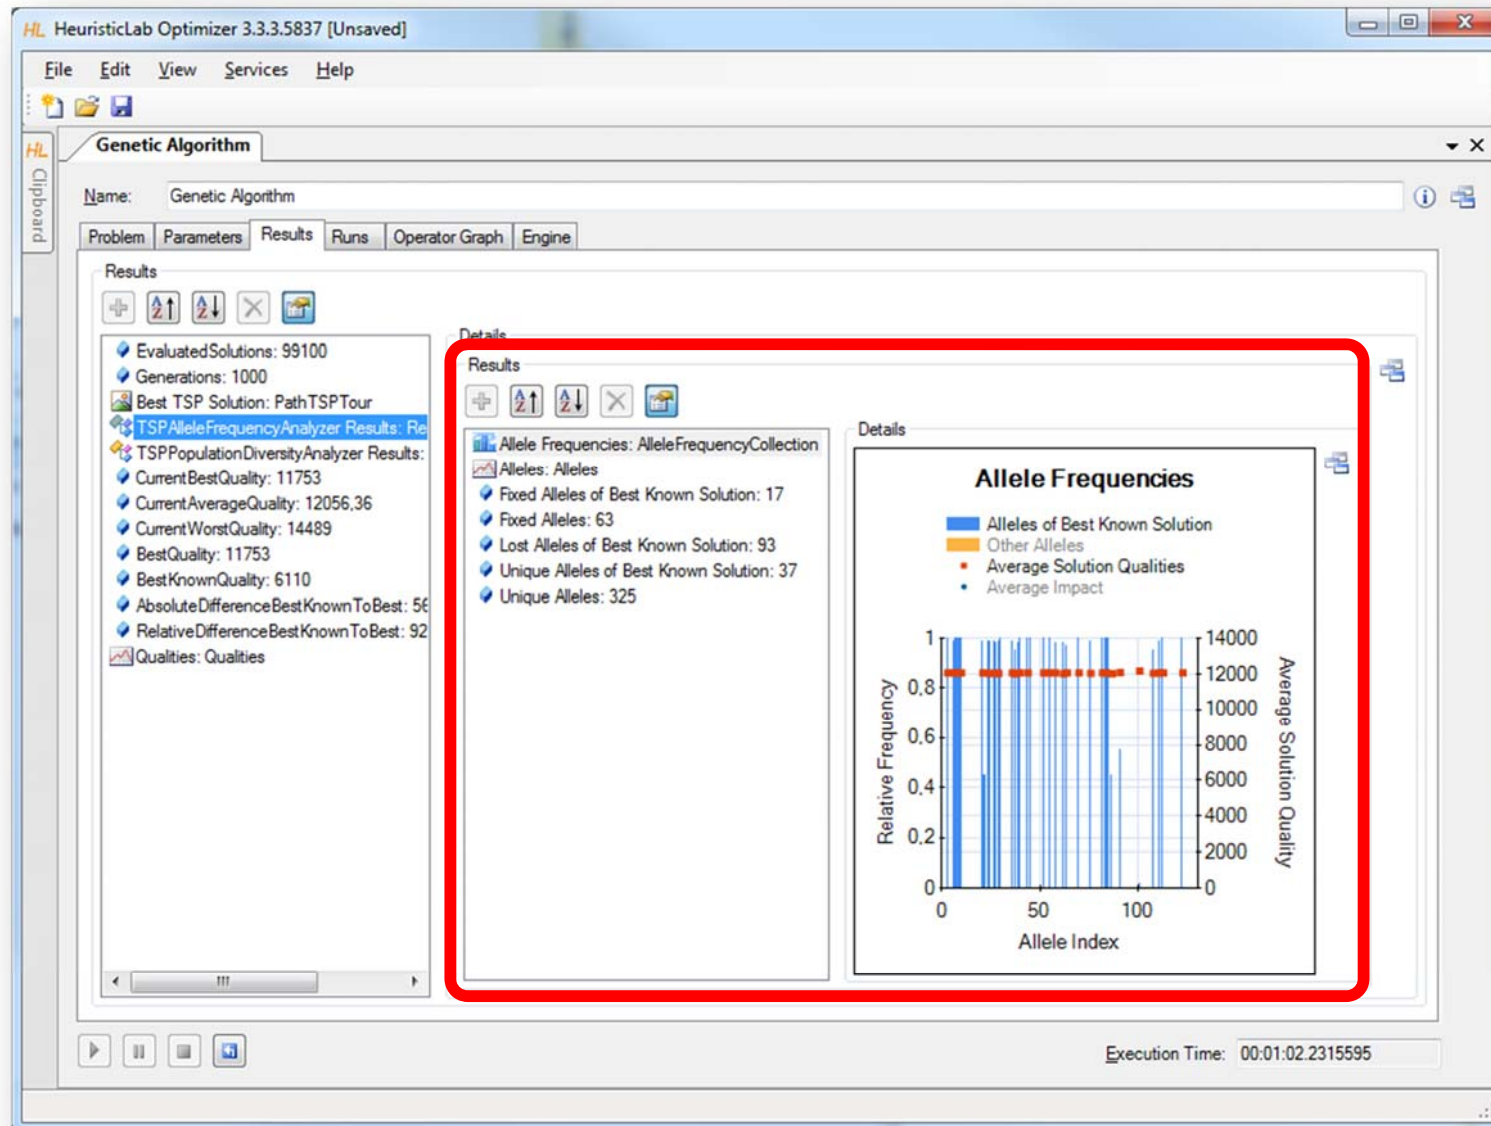 HL HeuristicLab Optimizer 3.3.3.5837 [Unsaved]
File Edit View Services Help
HL Clipboard
Genetic Algorithm
Name: Genetic Algorithm
Problem Parameters Results Runs Operator Graph Engine
Results
EvaluatedSolutions: 99100
Generations: 1000
Best TSP Solution: PathTSPTour
TSPAlleleFrequencyAnalyzer Results: Re
TSPPopulationDiversityAnalyzer Results:
CurrentBestQuality: 11753
CurrentAverageQuality: 12056,36
CurrentWorstQuality: 14489
BestQuality: 11753
BestKnownQuality: 6110
AbsoluteDifferenceBestKnownToBest: 56
RelativeDifferenceBestKnownToBest: 92
Qualities: Qualities
Details
Results
Allele Frequencies: AlleleFrequencyCollection
Alleles: Alleles
Fixed Alleles of Best Known Solution: 17
Fixed Alleles: 63
Lost Alleles of Best Known Solution: 93
Unique Alleles of Best Known Solution: 37
Unique Alleles: 325
Details
Allele Frequencies
Alleles of Best Known Solution
Other Alleles
Average Solution Qualities
Average Impact
Relative Frequency
1
0.8
0.6
0.4
0.2
0
14000
12000
10000
8000
6000
4000
2000
0
Average Solution Quality
0 50 100
Allele Index
Execution Time: 00:01:02.2315595